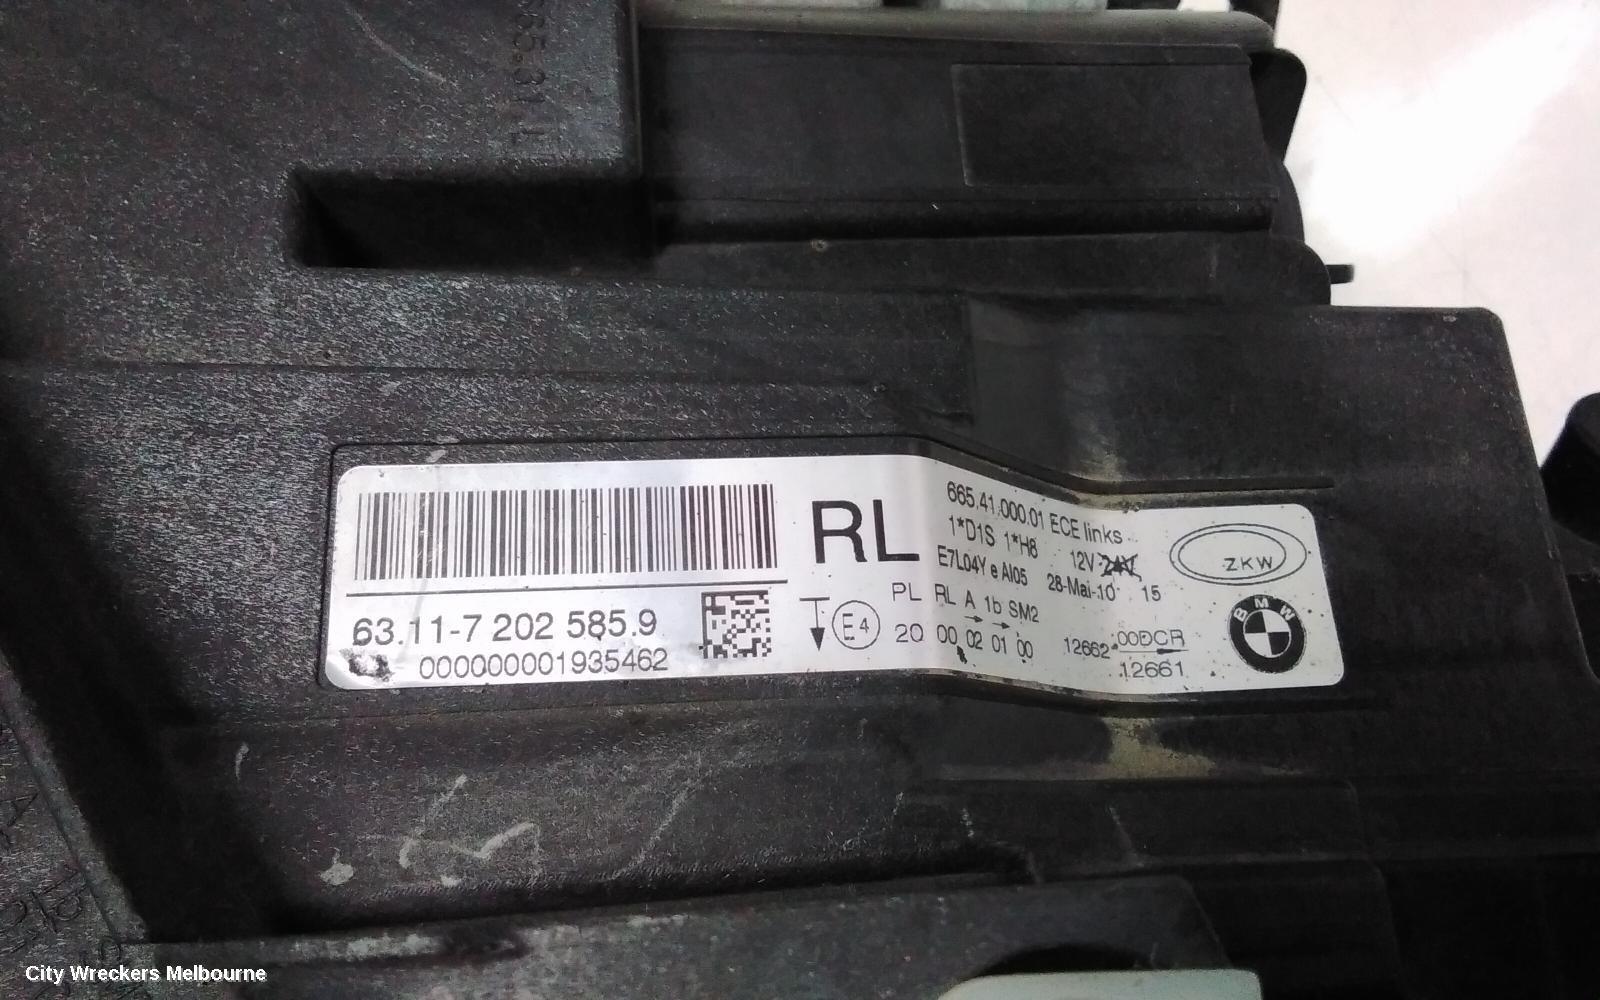 RL
665.41.000.01 ECE links
1*D1S 1*H8 12V
E7L04Y e AI05 28-Mai-10 15
ZKW
63.11-7 202 585.9
000000001935462
E4
PL RL A 1b SM2
20 00 02 01 00
12662 00DCR
12661
BMW
City Wreckers Melbourne